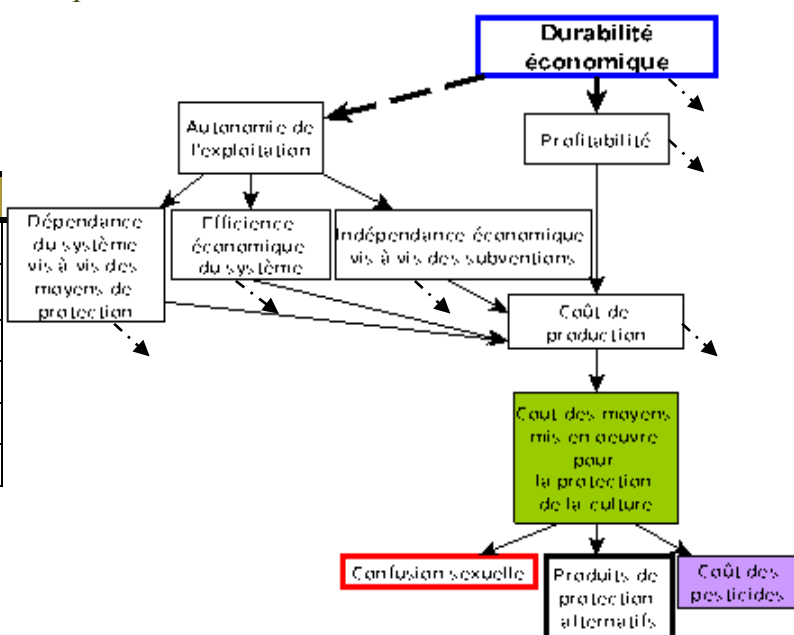 Durabilité
économique
Autonomie de
l'exploitation
Profitabilité
Dépendance
du système
vis à vis des
moyens de
protection
Efficience
économique
du système
Indépendance économique
vis à vis des subventions
Coût de
production
Cout des moyens
mis en oeuvre
pour
la protection
de la culture
Confusion sexuelle
Produits de
protection
alternatifs
Coût des
pesticides